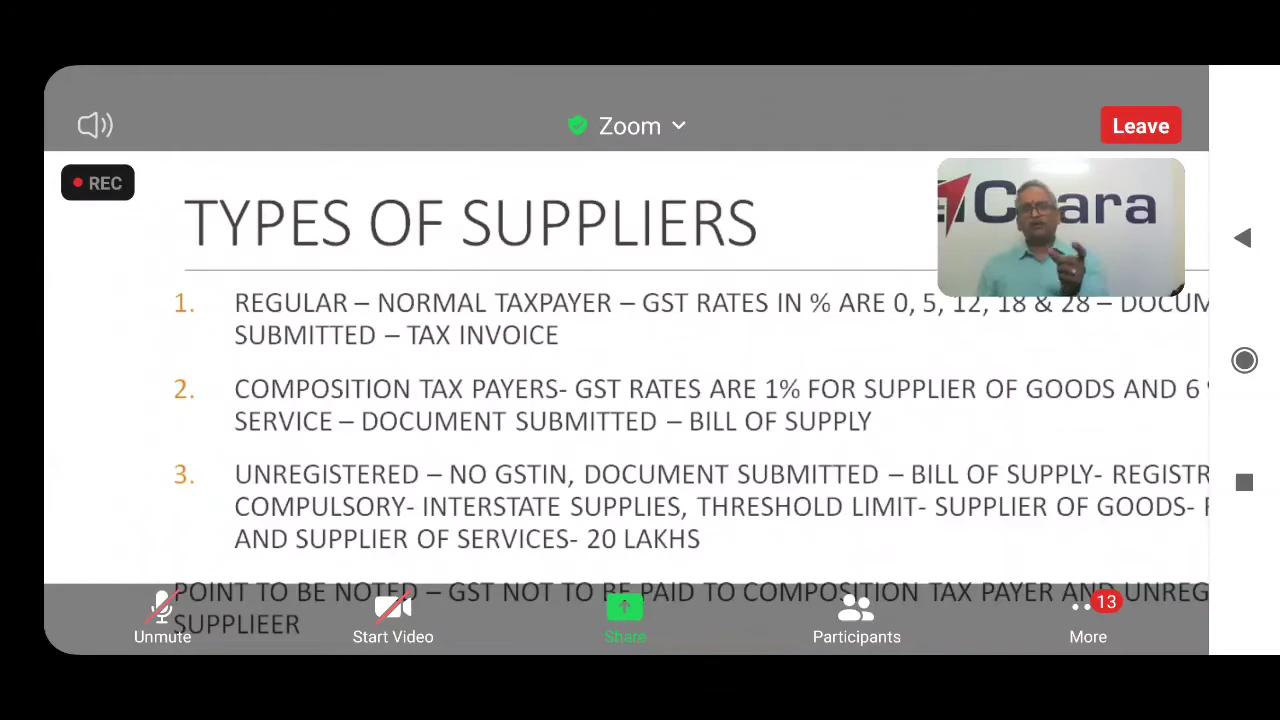 Zoom
Leave
REC
TYPES OF SUPPLIERS
1. REGULAR – NORMAL TAXPAYER – GST RATES IN % ARE 0, 5, 12, 18 & 28 – DOCUM
SUBMITTED – TAX INVOICE
2. COMPOSITION TAX PAYERS- GST RATES ARE 1% FOR SUPPLIER OF GOODS AND 6
SERVICE – DOCUMENT SUBMITTED – BILL OF SUPPLY
3. UNREGISTERED – NO GSTIN, DOCUMENT SUBMITTED – BILL OF SUPPLY- REGISTR
COMPULSORY- INTERSTATE SUPPLIES, THRESHOLD LIMIT- SUPPLIER OF GOODS-
AND SUPPLIER OF SERVICES- 20 LAKHS
POINT TO BE NOTED – GST NOT TO BE PAID TO COMPOSITION TAX PAYER AND UNREG
SUPPLIEER
13
Unmute
Start Video
Share
Participants
More